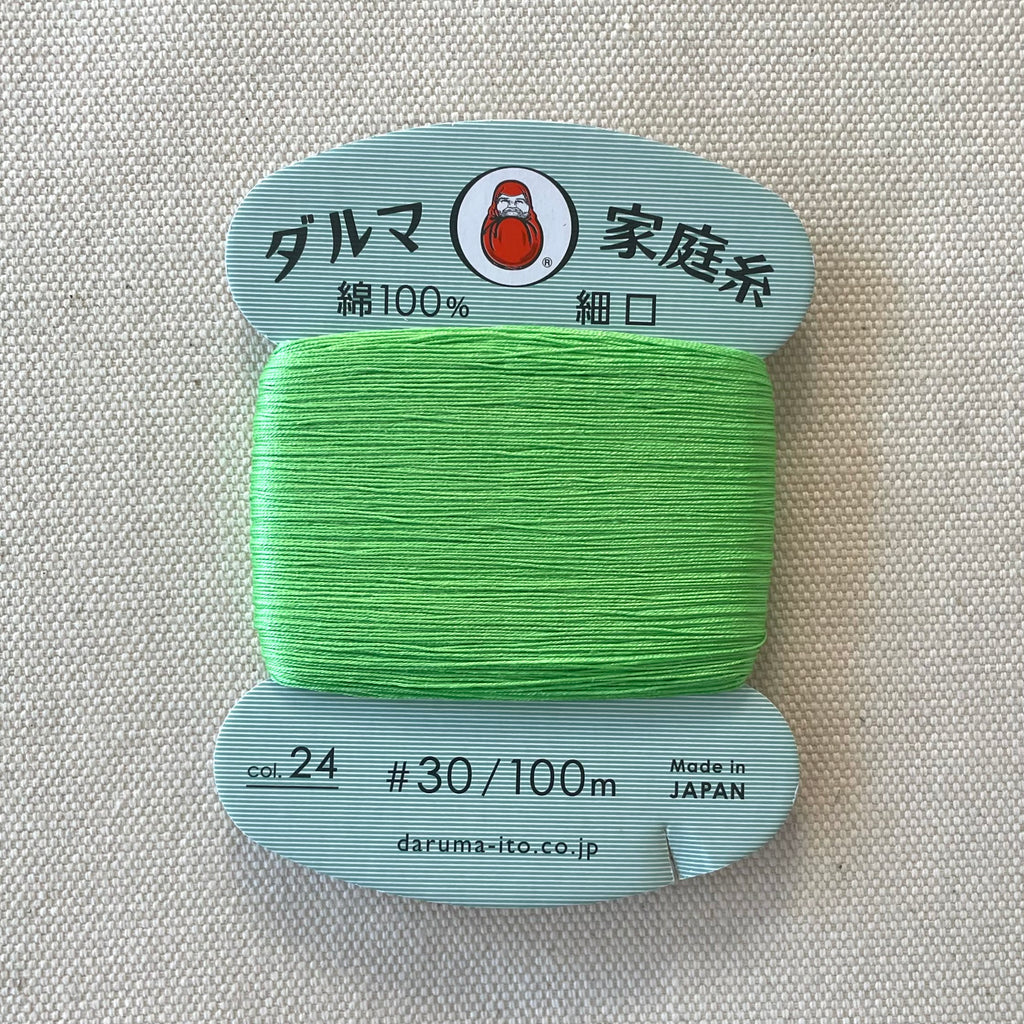 ダルマ 家庭糸
綿100% 細口
®
col. 24 #30/100m Made in JAPAN
daruma-ito.co.jp